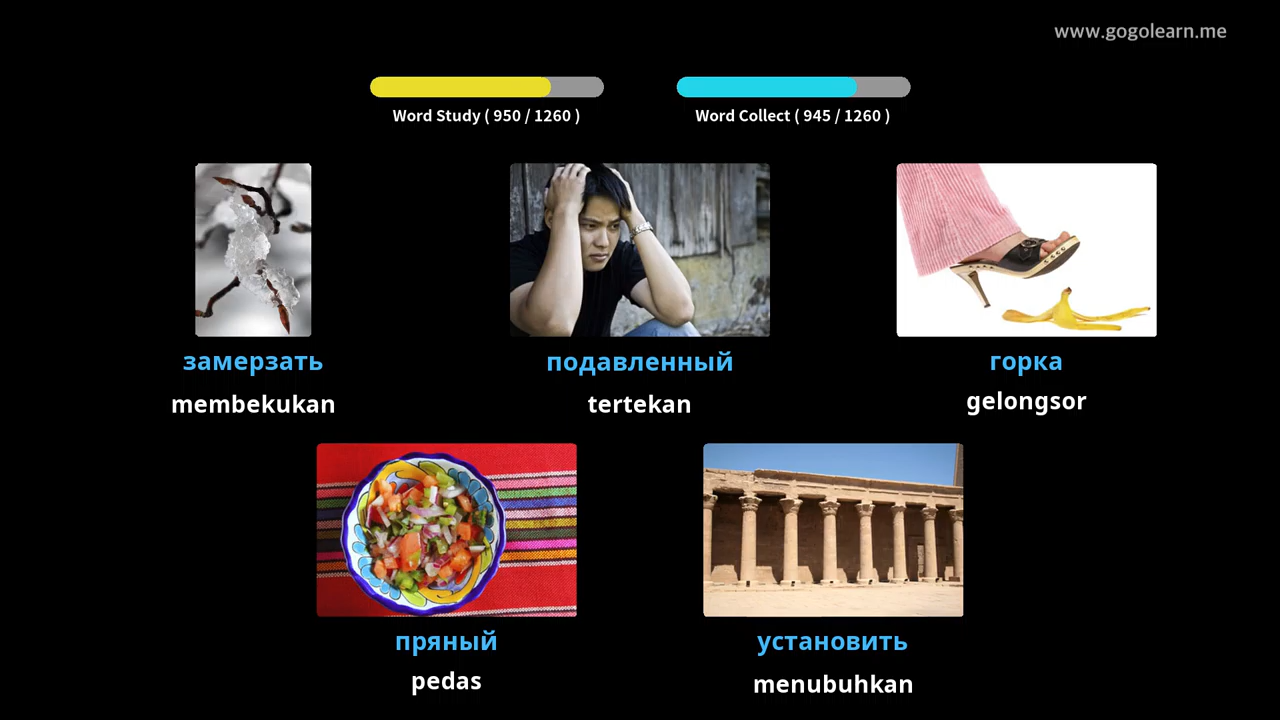 www.gogolearn.me
Word Study ( 950 / 1260 )
Word Collect ( 945 / 1260 )
замерзать
membekukan
подавленный
tertekan
горка
gelongsor
пряный
pedas
установить
menubuhkan